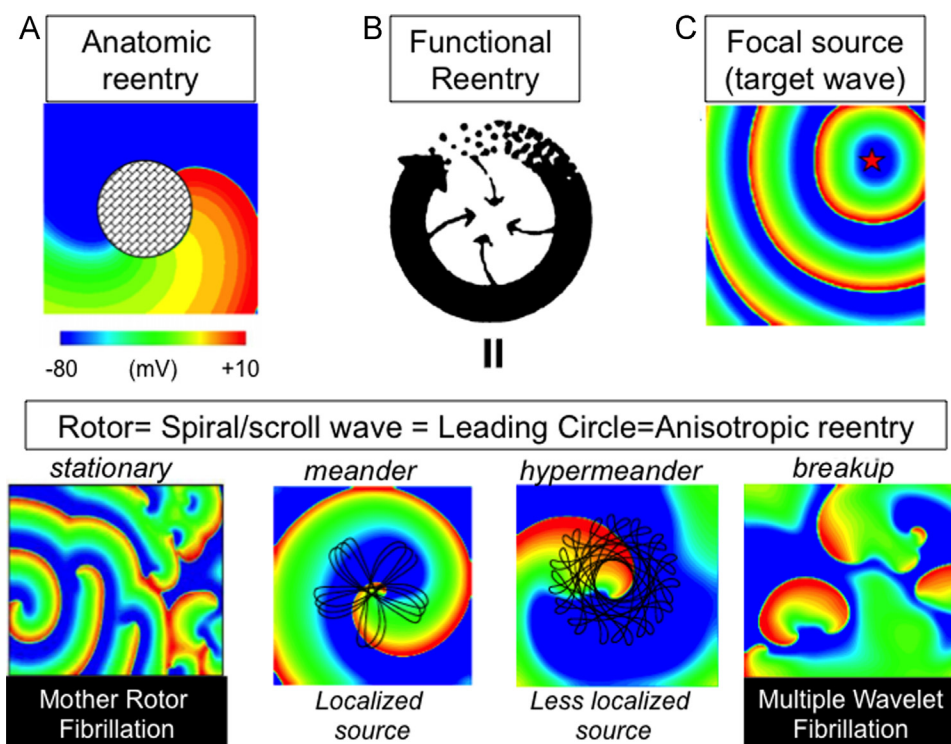 A
Anatomic
reentry
B
Functional
Reentry
C
Focal source
(target wave)
-80 (mV) +10
Rotor= Spiral/scroll wave = Leading Circle=Anisotropic reentry
stationary
meander
hypermeander
breakup
Mother Rotor
Fibrillation
Localized
source
Less localized
source
Multiple Wavelet
Fibrillation